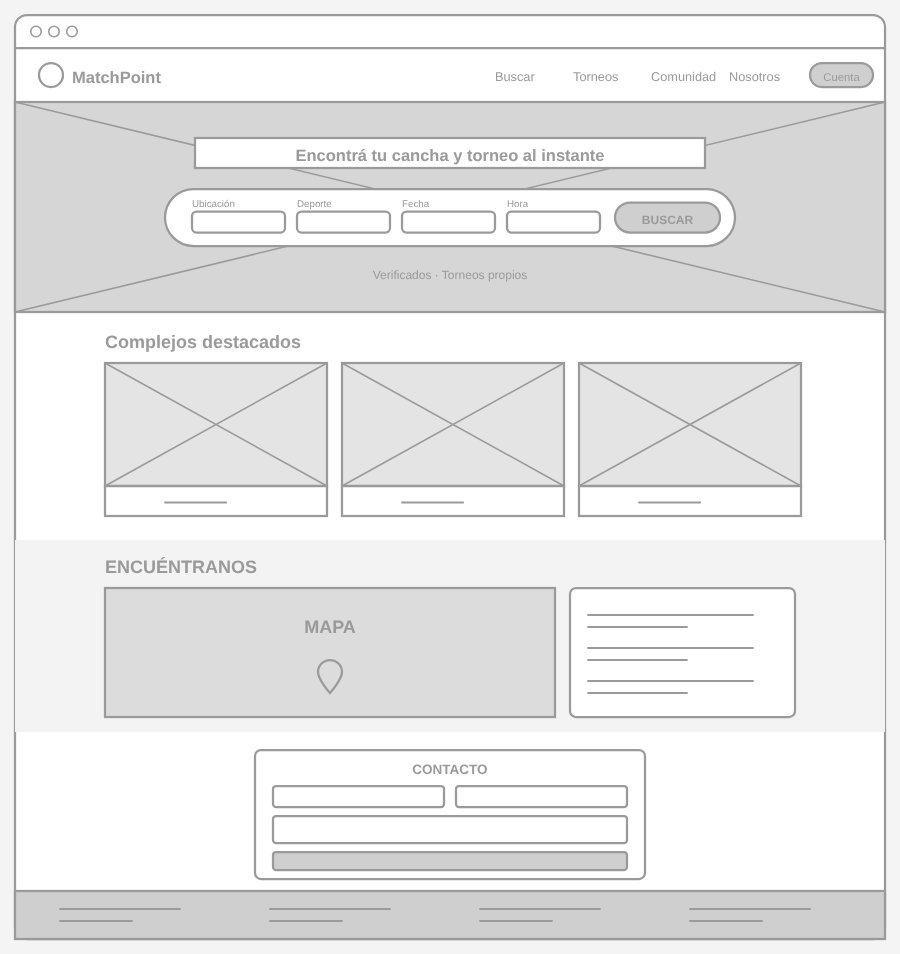 MatchPoint
Buscar Torneos Comunidad Nosotros Cuenta
Encontrá tu cancha y torneo al instante
Ubicación Deporte Fecha Hora
BUSCAR
Verificados · Torneos propios
Complejos destacados
ENCUÉNTRANOS
MAPA
CONTACTO